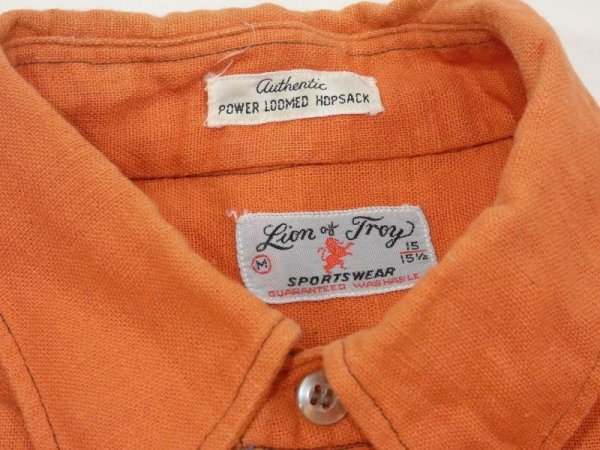 Authentic
POWER LOOMED HOPSACK
Lion of Troy
M
15
15½
SPORTSWEAR
GUARANTEED WASHABLE